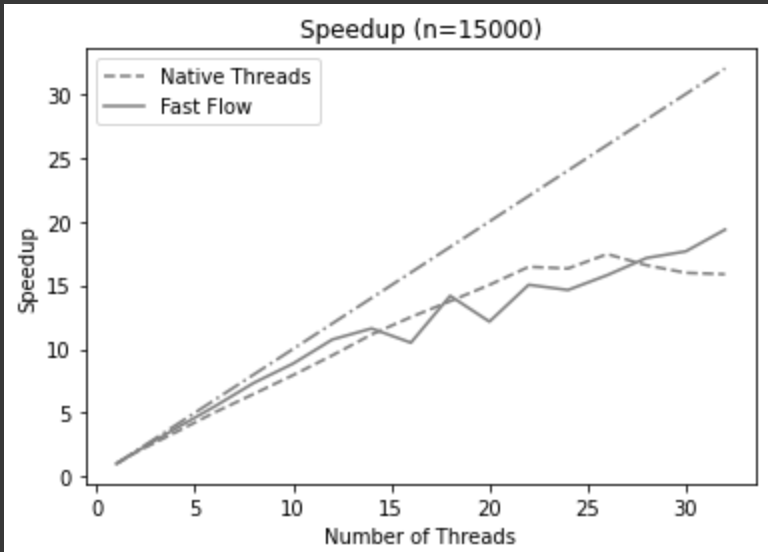 Speedup (n=15000)
Native Threads
Fast Flow
30
25
20
15
10
5
0
Speedup
0 5 10 15 20 25 30
Number of Threads